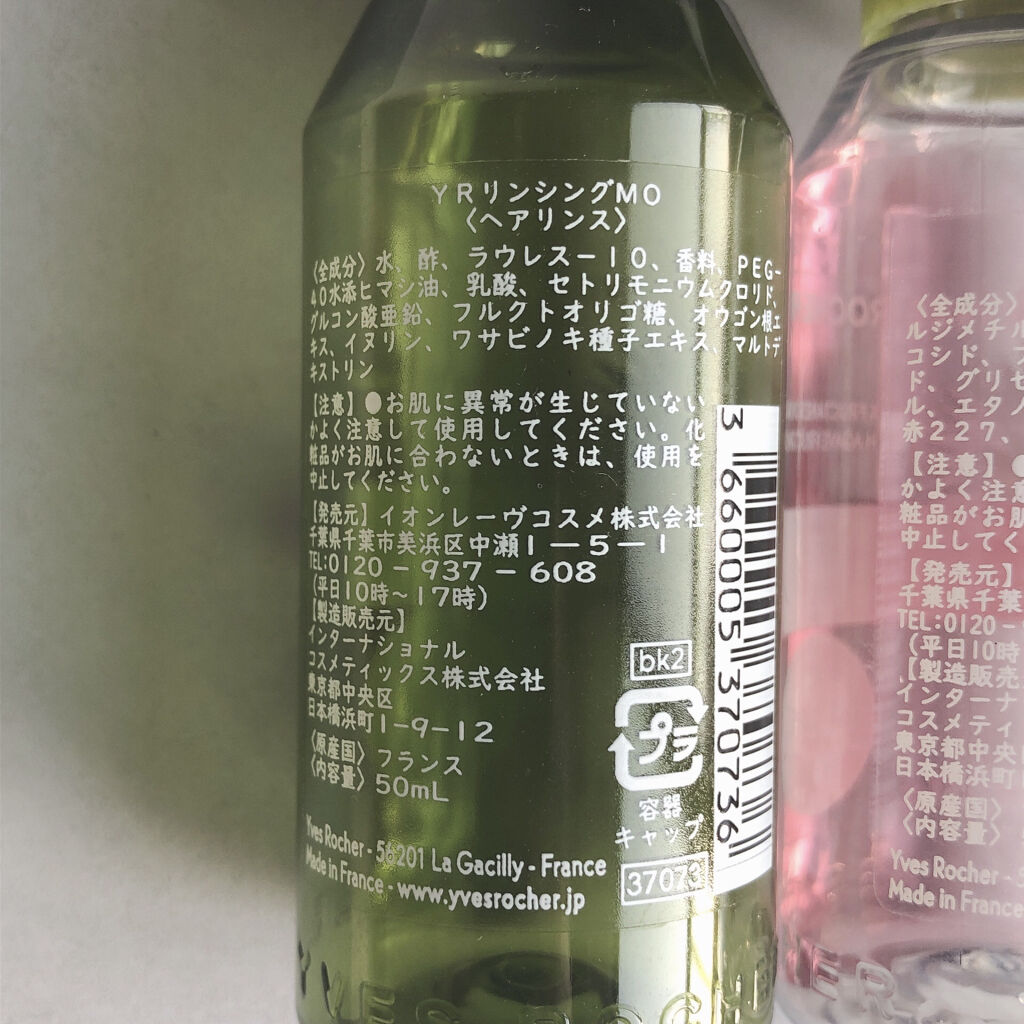 YRリンシングMO
〈ヘアリンス〉
〈全成分〉水、酢、ラウレス－１０、香料、PEG－
４０水添ヒマシ油、乳酸、セトリモニウムクロリド、
グルコン酸亜鉛、フルクトオリゴ糖、オウゴン根エ
キス、イヌリン、ワサビノキ種子エキス、マルトデ
キストリン
【注意】●お肌に異常が生じていない
かよく注意して使用してください。化
粧品がお肌に合わないときは、使用を
中止してください。
【発売元】イオンレーヴコスメ株式会社
千葉県千葉市美浜区中瀬１－５－１
TEL:0120－937－608
(平日10時～17時)
【製造販売元】
インターナショナル
コスメティックス株式会社
東京都中央区
日本橋浜町1-9-12
〈原産国〉フランス
〈内容量〉50mL
Yves Rocher - 56201 La Gacilly - France
Made in France - www.yvesrocher.jp
bk2
プラ
容器
キャップ
37073
3 660005 370736
YVES ROCHER
〈全成分〉
ルジメチル
コシド、
ド、グリセ
ル、エタノ
赤２２７、
【注意】●
かよく注意
粧品がお肌
中止してく
【発売元】
千葉県千葉
TEL:0120－
(平日10時
【製造販売
インターナ
コスメティ
東京都中央
日本橋浜町
〈原産国〉
〈内容量〉
Yves Rocher -
Made in France